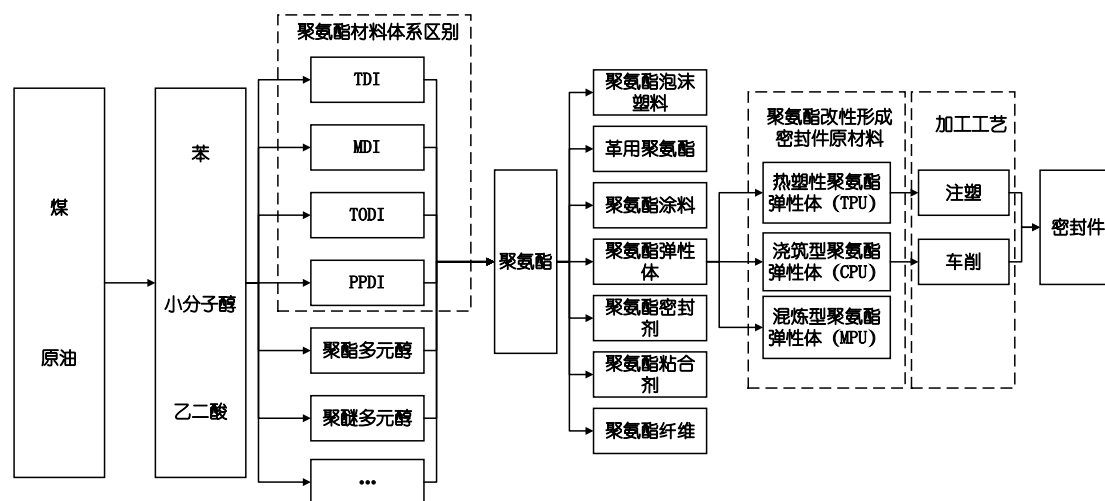 煤
原油
苯
小分子醇
乙二酸
聚氨酯材料体系区别
TDI
MDI
TODI
PPDI
聚酯多元醇
聚醚多元醇
…
聚氨酯
聚氨酯泡沫
塑料
革用聚氨酯
聚氨酯涂料
聚氨酯弹性
体
聚氨酯密封
剂
聚氨酯粘合
剂
聚氨酯纤维
聚氨酯改性形成
密封件原材料
热塑性聚氨酯
弹性体（TPU）
浇筑型聚氨酯
弹性体（CPU）
混炼型聚氨酯
弹性体（MPU）
加工工艺
注塑
车削
密封件